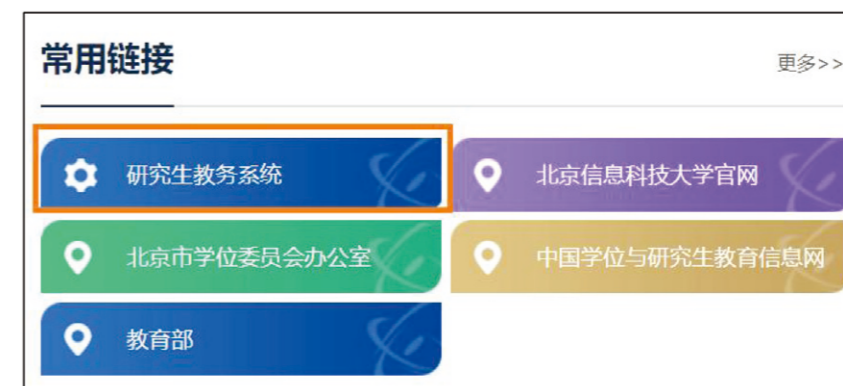 常用链接
更多>>
研究生教务系统
北京信息科技大学官网
北京市学位委员会办公室
中国学位与研究生教育信息网
教育部